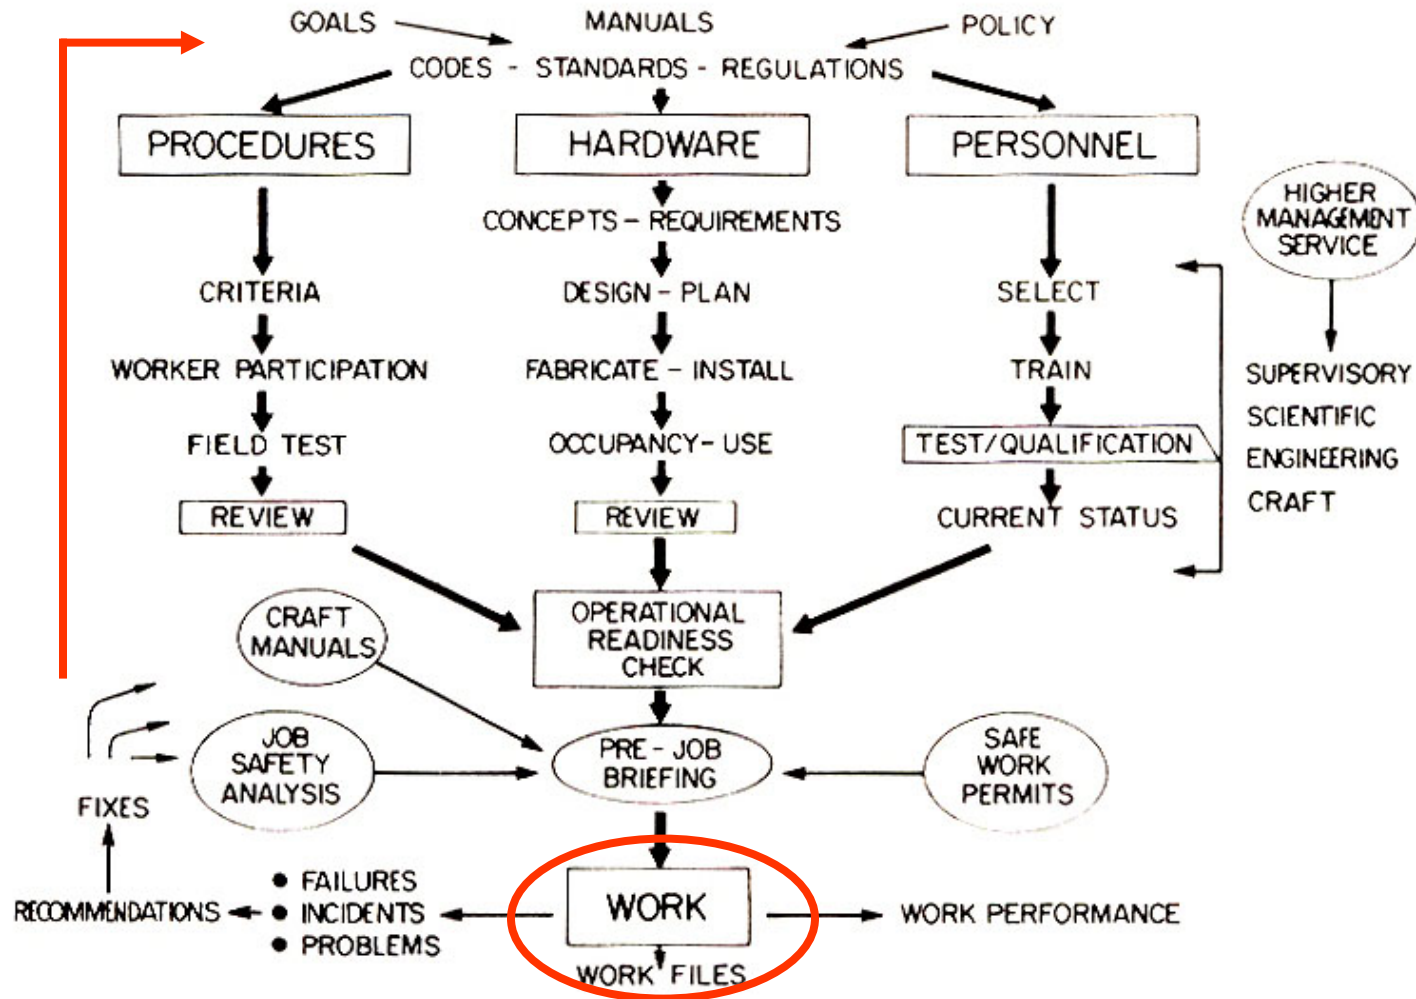 GOALS MANUALS POLICY
CODES - STANDARDS - REGULATIONS
PROCEDURES HARDWARE PERSONNEL
CONCEPTS - REQUIREMENTS
HIGHER
MANAGEMENT
SERVICE
CRITERIA DESIGN - PLAN SELECT
WORKER PARTICIPATION FABRICATE - INSTALL TRAIN
SUPERVISORY
SCIENTIFIC
ENGINEERING
CRAFT
FIELD TEST OCCUPANCY - USE TEST/QUALIFICATION
REVIEW REVIEW CURRENT STATUS
OPERATIONAL
READINESS
CHECK
CRAFT
MANUALS
JOB
SAFETY
ANALYSIS
PRE - JOB
BRIEFING
SAFE
WORK
PERMITS
FIXES
RECOMMENDATIONS
● FAILURES
● INCIDENTS
● PROBLEMS
WORK
WORK PERFORMANCE
WORK FILES